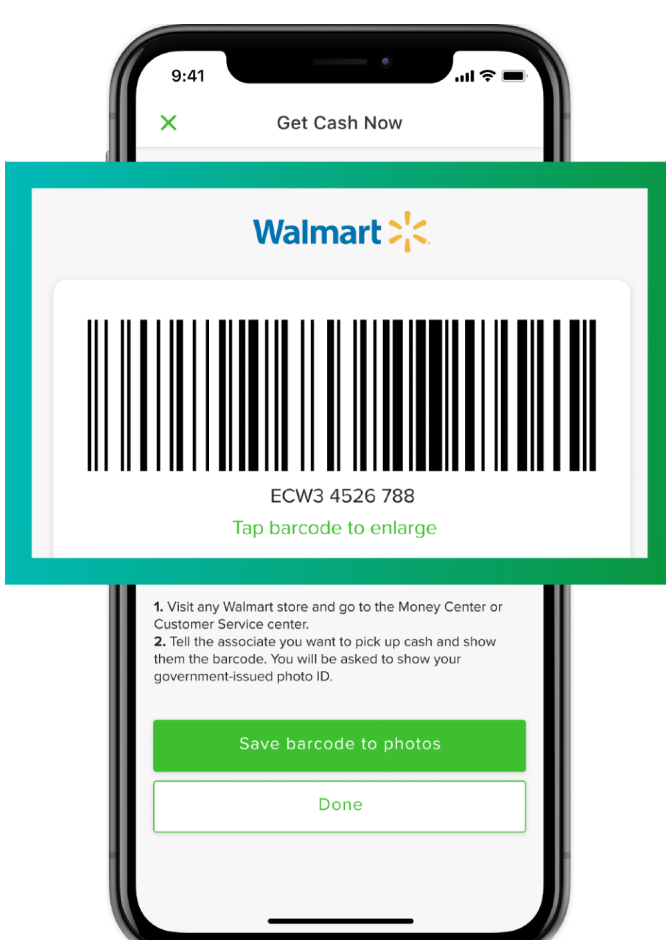 9:41
Get Cash Now
Walmart
ECW3 4526 788
Tap barcode to enlarge
1. Visit any Walmart store and go to the Money Center or
Customer Service center.
2. Tell the associate you want to pick up cash and show
them the barcode. You will be asked to show your
government-issued photo ID.
Save barcode to photos
Done